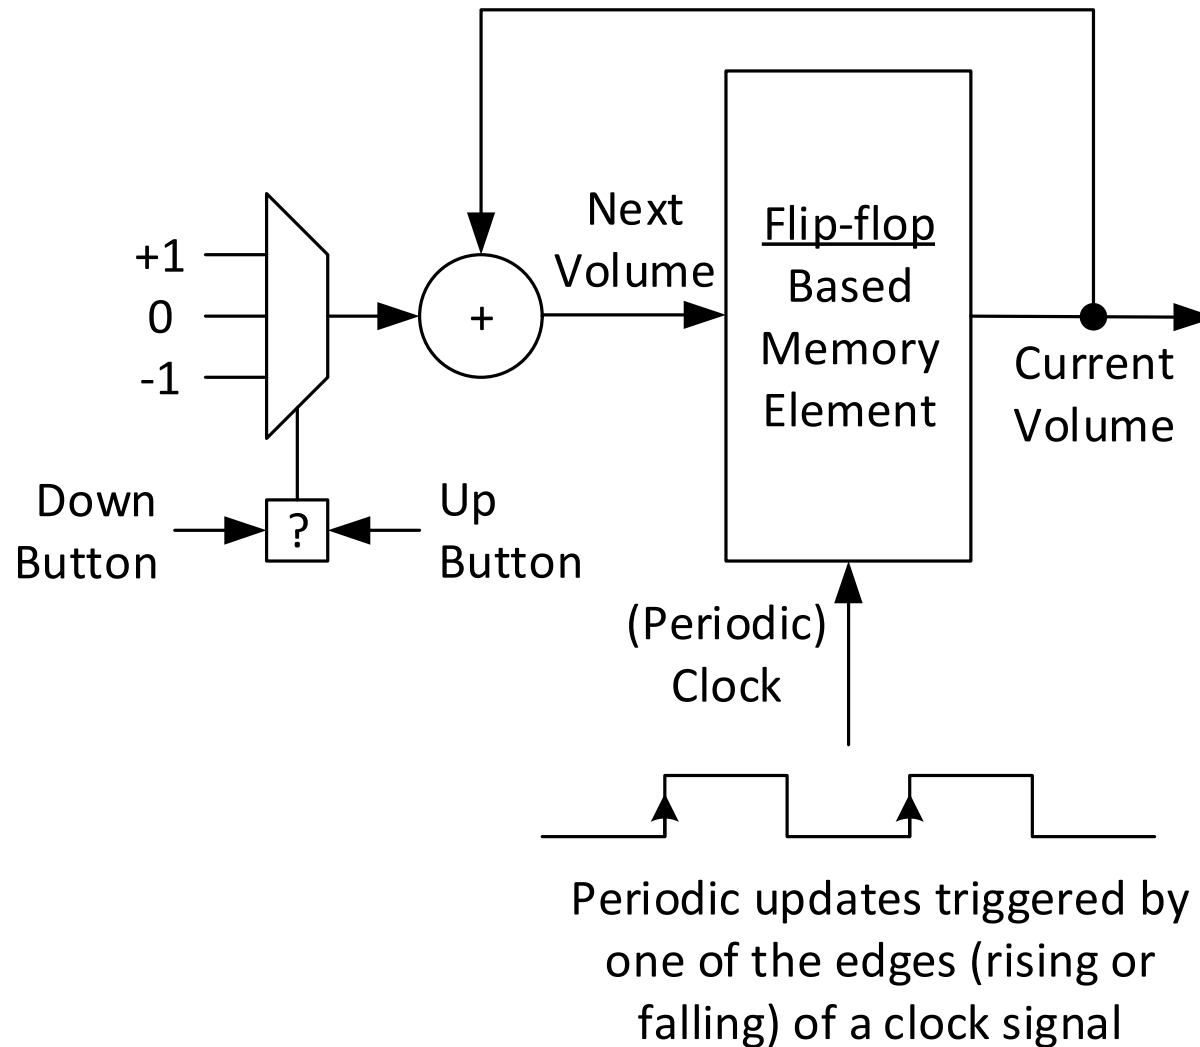 Next
Volume
Flip-flop
Based
Memory
Element
+1
0
-1
+
Current
Volume
Down
Button
?
Up
Button
(Periodic)
Clock
Periodic updates triggered by
one of the edges (rising or
falling) of a clock signal